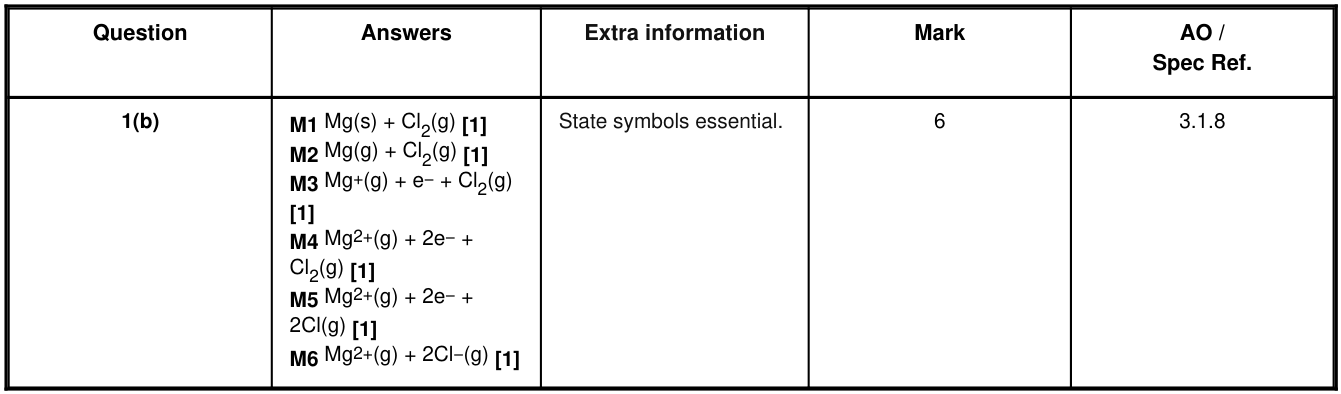 Question Answers Extra information Mark AO /
Spec Ref.
1(b) M1 Mg(s) + Cl₂(g) [1] State symbols essential. 6 3.1.8
M2 Mg(g) + Cl₂(g) [1]
M3 Mg⁺(g) + e⁻ + Cl₂(g)
[1]
M4 Mg²⁺(g) + 2e⁻ +
Cl₂(g) [1]
M5 Mg²⁺(g) + 2e⁻ +
2Cl(g) [1]
M6 Mg²⁺(g) + 2Cl⁻(g) [1]